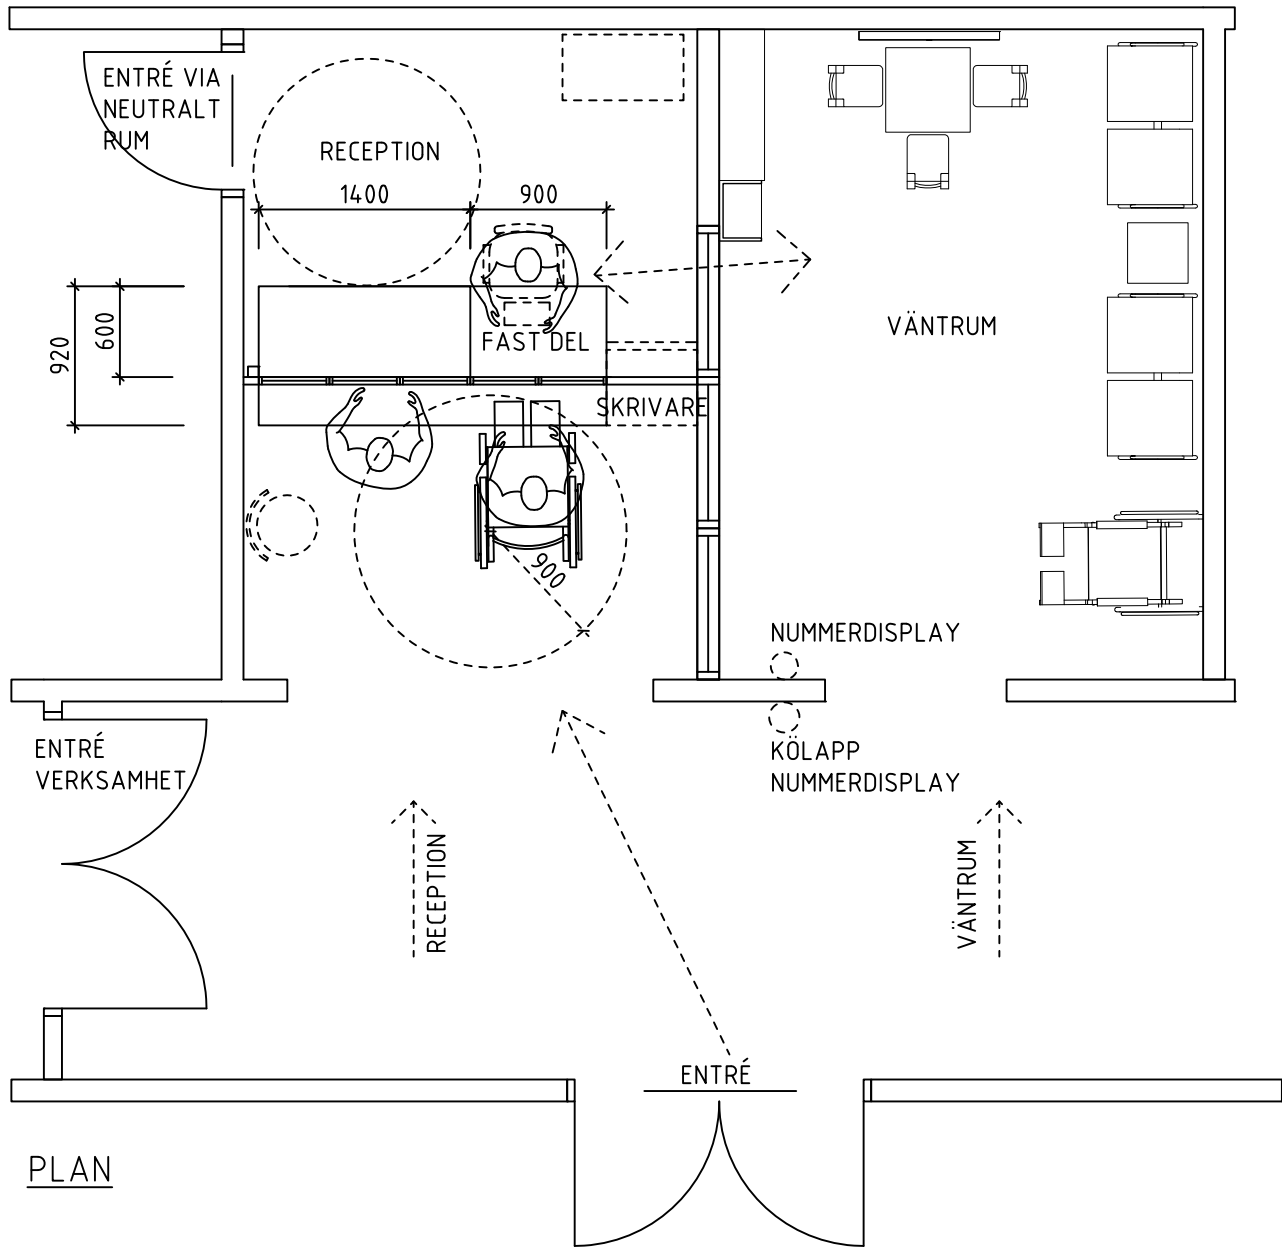 ENTRÉ VIA
NEUTRALT
RUM
RECEPTION
1400
900
920
600
FAST DEL
SKRIVARE
VÄNTRUM
900
NUMMERDISPLAY
KÖLAPP
NUMMERDISPLAY
ENTRÉ
VERKSAMHET
RECEPTION
VÄNTRUM
ENTRÉ
PLAN